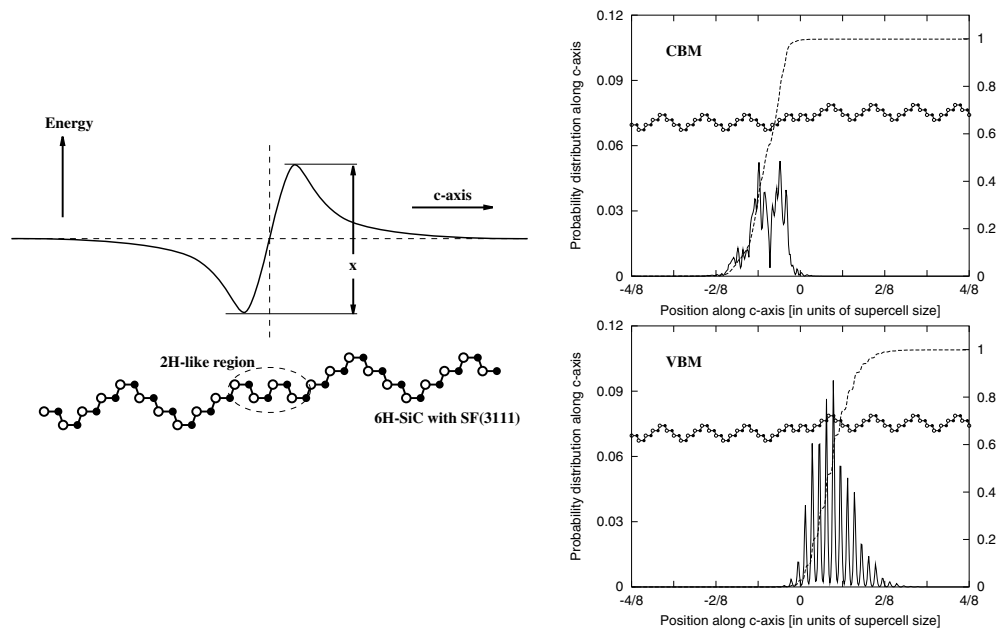 Energy
c-axis
x
2H-like region
6H-SiC with SF(3111)
0.12
0.09
0.06
0.03
0
Probability distribution along c-axis
CBM
1
0.8
0.6
0.4
0.2
0
-4/8
-2/8
0
2/8
4/8
Position along c-axis [in units of supercell size]
0.12
0.09
0.06
0.03
0
Probability distribution along c-axis
VBM
1
0.8
0.6
0.4
0.2
0
-4/8
-2/8
0
2/8
4/8
Position along c-axis [in units of supercell size]